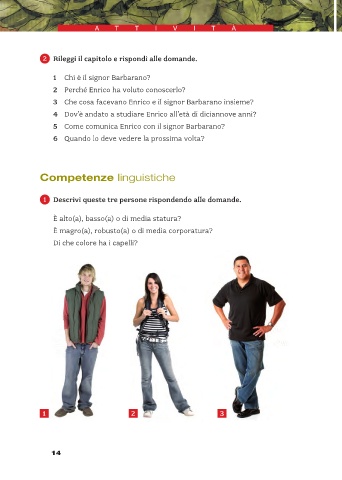 ATTIVITÀ
2 Rileggi il capitolo e rispondi alle domande.
1 Chi è il signor Barbarano?
2 Perché Enrico ha voluto conoscerlo?
3 Che cosa facevano Enrico e il signor Barbarano insieme?
4 Dov'è andato a studiare Enrico all'età di diciannove anni?
5 Come comunica Enrico con il signor Barbarano?
6 Quando lo deve vedere la prossima volta?
Competenze linguistiche
1 Descrivi queste tre persone rispondendo alle domande.
È alto(a), basso(a) o di media statura?
È magro(a), robusto(a) o di media corporatura?
Di che colore ha i capelli?
1 2 3
14